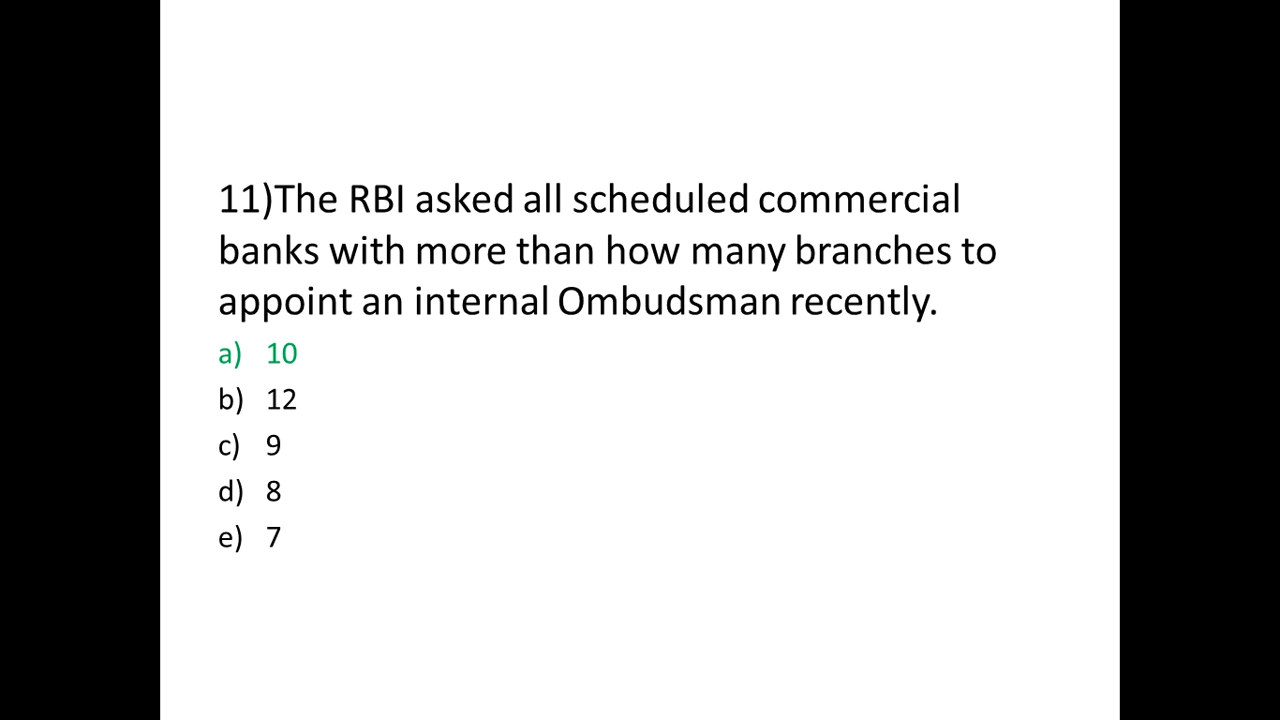 11)The RBI asked all scheduled commercial
banks with more than how many branches to
appoint an internal Ombudsman recently.
a) 10
b) 12
c) 9
d) 8
e) 7